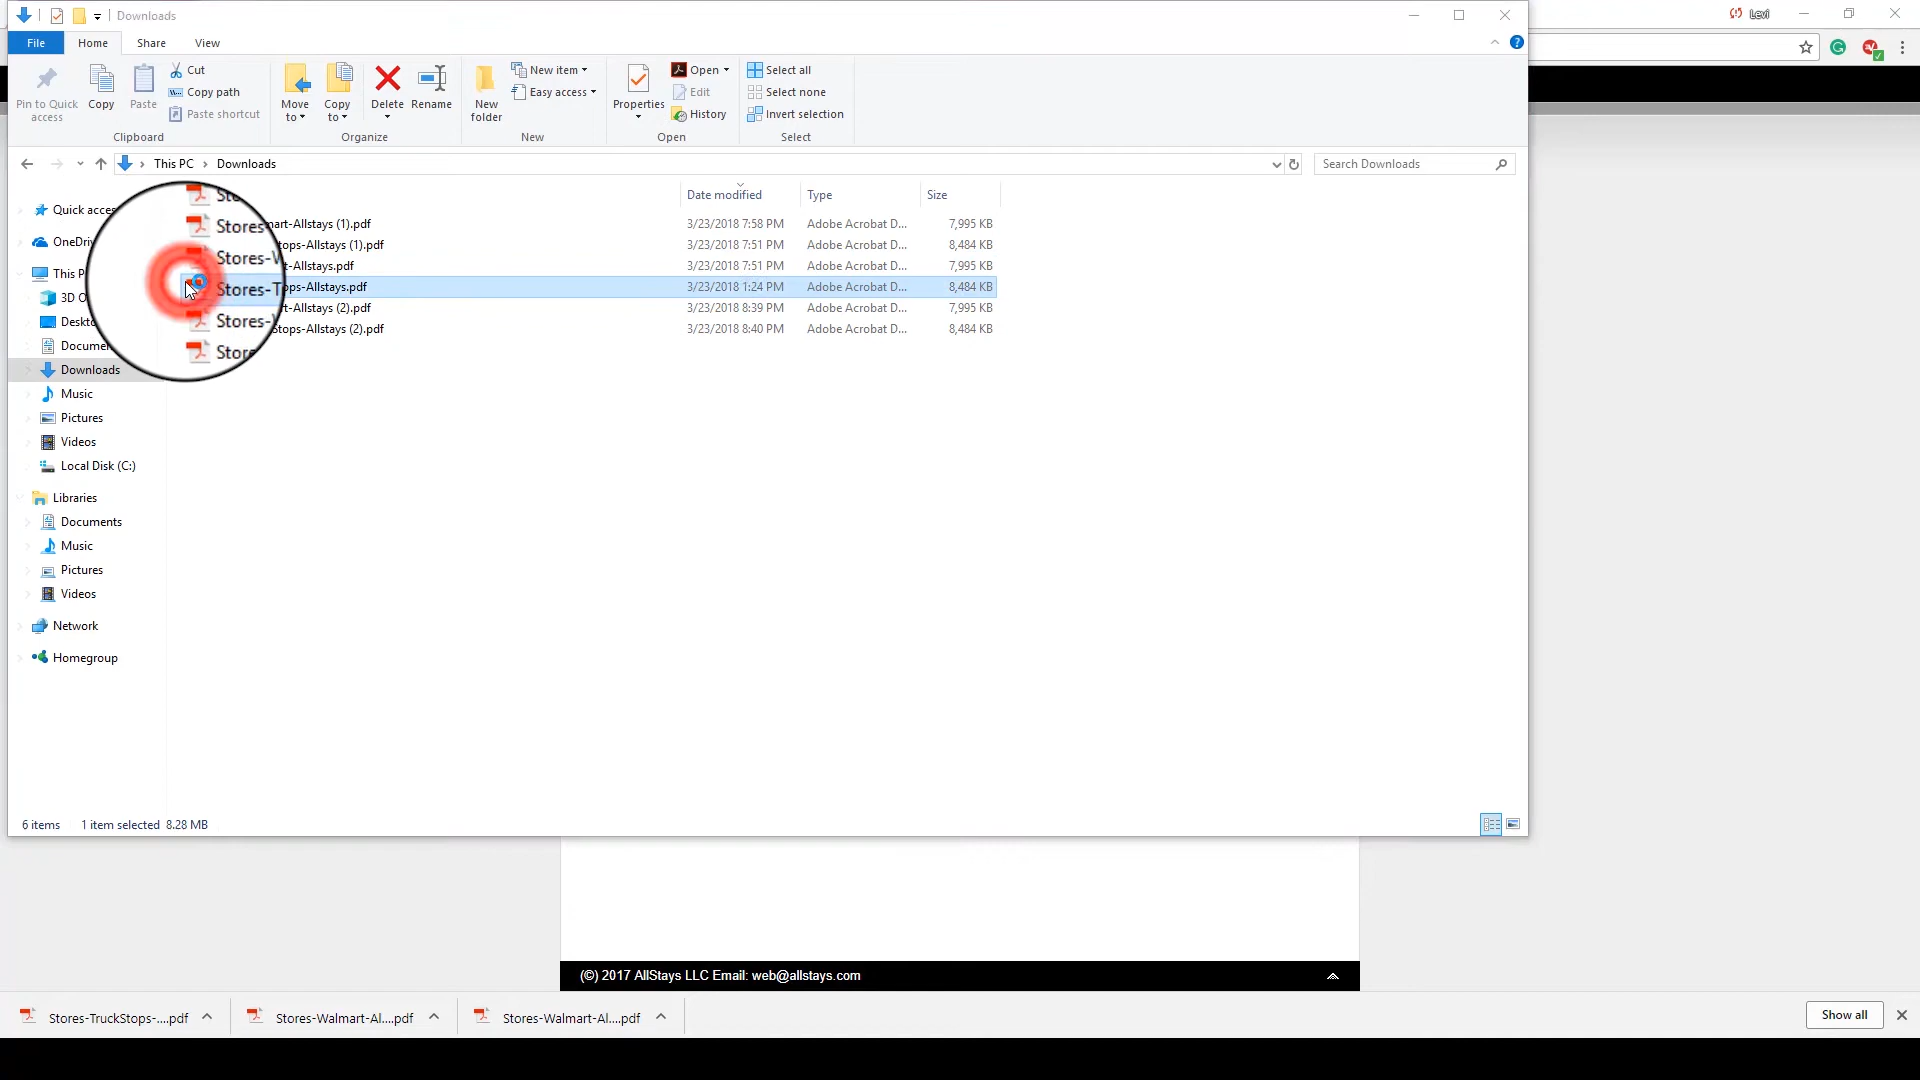 Downloads
Levi
File Home Share View
Pin to Quick access
Copy
Paste
Cut
Copy path
Paste shortcut
Clipboard
Move to
Copy to
Delete
Rename
Organize
New folder
New item
Easy access
New
Properties
Open
Edit
History
Open
Select all
Select none
Invert selection
Select
This PC Downloads
Search Downloads
Date modified Type Size
mart-Allstays (1).pdf 3/23/2018 7:58 PM Adobe Acrobat D... 7,995 KB
Stores- tops-Allstays (1).pdf 3/23/2018 7:51 PM Adobe Acrobat D... 8,484 KB
Stores-W t-Allstays.pdf 3/23/2018 7:51 PM Adobe Acrobat D... 7,995 KB
Stores-T ops-Allstays.pdf 3/23/2018 1:24 PM Adobe Acrobat D... 8,484 KB
Stores- rt-Allstays (2).pdf 3/23/2018 8:39 PM Adobe Acrobat D... 7,995 KB
Store Stops-Allstays (2).pdf 3/23/2018 8:40 PM Adobe Acrobat D... 8,484 KB
Quick acces
OneDriv
This P
3D O
Deskto
Documen
Downloads
Music
Pictures
Videos
Local Disk (C:)
Libraries
Documents
Music
Pictures
Videos
Network
Homegroup
6 items 1 item selected 8.28 MB
(©) 2017 AllStays LLC Email: web@allstays.com
Stores-TruckStops-....pdf
Stores-Walmart-Al....pdf
Stores-Walmart-Al....pdf
Show all